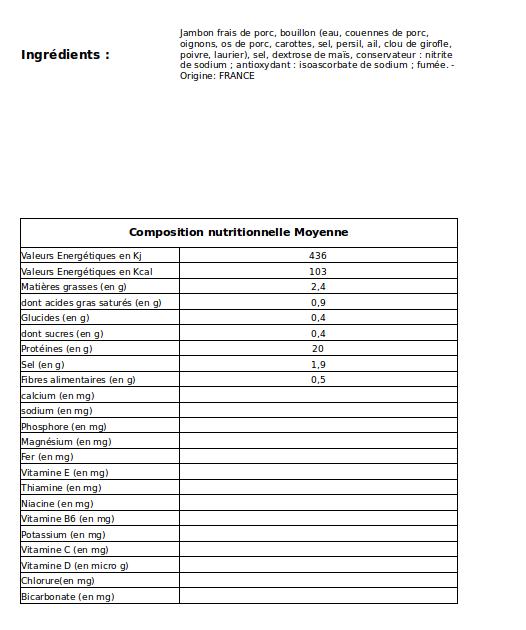 Jambon frais de porc, bouillon (eau, couennes de porc,
oignons, os de porc, carottes, sel, persil, ail, clou de girofle,
Ingrédients :
poivre, laurier), sel, dextrose de maïs, conservateur : nitrite
de sodium ; antioxydant : isoascorbate de sodium ; fumée. -
Origine: FRANCE
Composition nutritionnelle Moyenne
Valeurs Energétiques en Kj 436
Valeurs Energétiques en Kcal 103
Matières grasses (en g) 2,4
dont acides gras saturés (en g) 0,9
Glucides (en g) 0,4
dont sucres (en g) 0,4
Protéines (en g) 20
Sel (en g) 1,9
Fibres alimentaires (en g) 0,5
calcium (en mg)
sodium (en mg)
Phosphore (en mg)
Magnésium (en mg)
Fer (en mg)
Vitamine E (en mg)
Thiamine (en mg)
Niacine (en mg)
Vitamine B6 (en mg)
Potassium (en mg)
Vitamine C (en mg)
Vitamine D (en micro g)
Chlorure(en mg)
Bicarbonate (en mg)